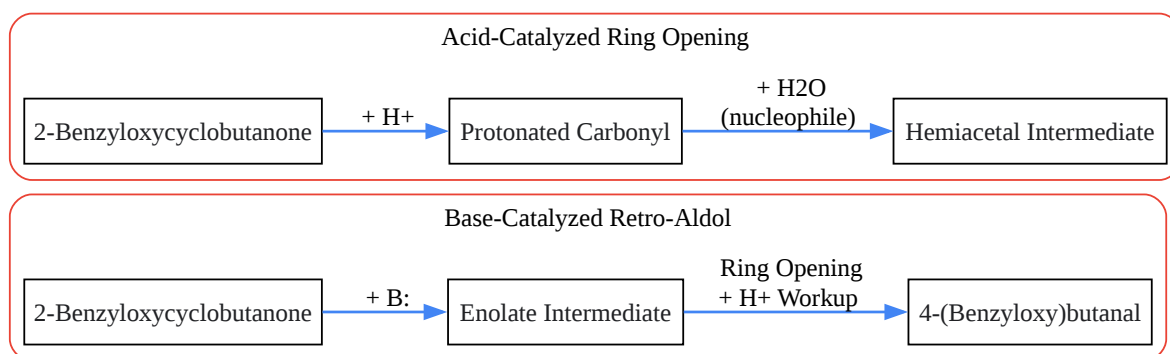 Acid-Catalyzed Ring Opening
2-Benzyloxycyclobutanone
+ H+
Protonated Carbonyl
+ H2O
(nucleophile)
Hemiacetal Intermediate
Base-Catalyzed Retro-Aldol
2-Benzyloxycyclobutanone
+ B:
Enolate Intermediate
Ring Opening
+ H+ Workup
4-(Benzyloxy)butanal